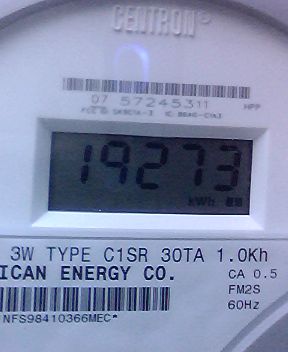 CENTRON®
07 57245311 HPP
19273
kWh
3W TYPE C1SR 30TA 1.0Kh
ICAN ENERGY CO. CA 0.5
FM2S
60Hz
NFS98410366MEC*